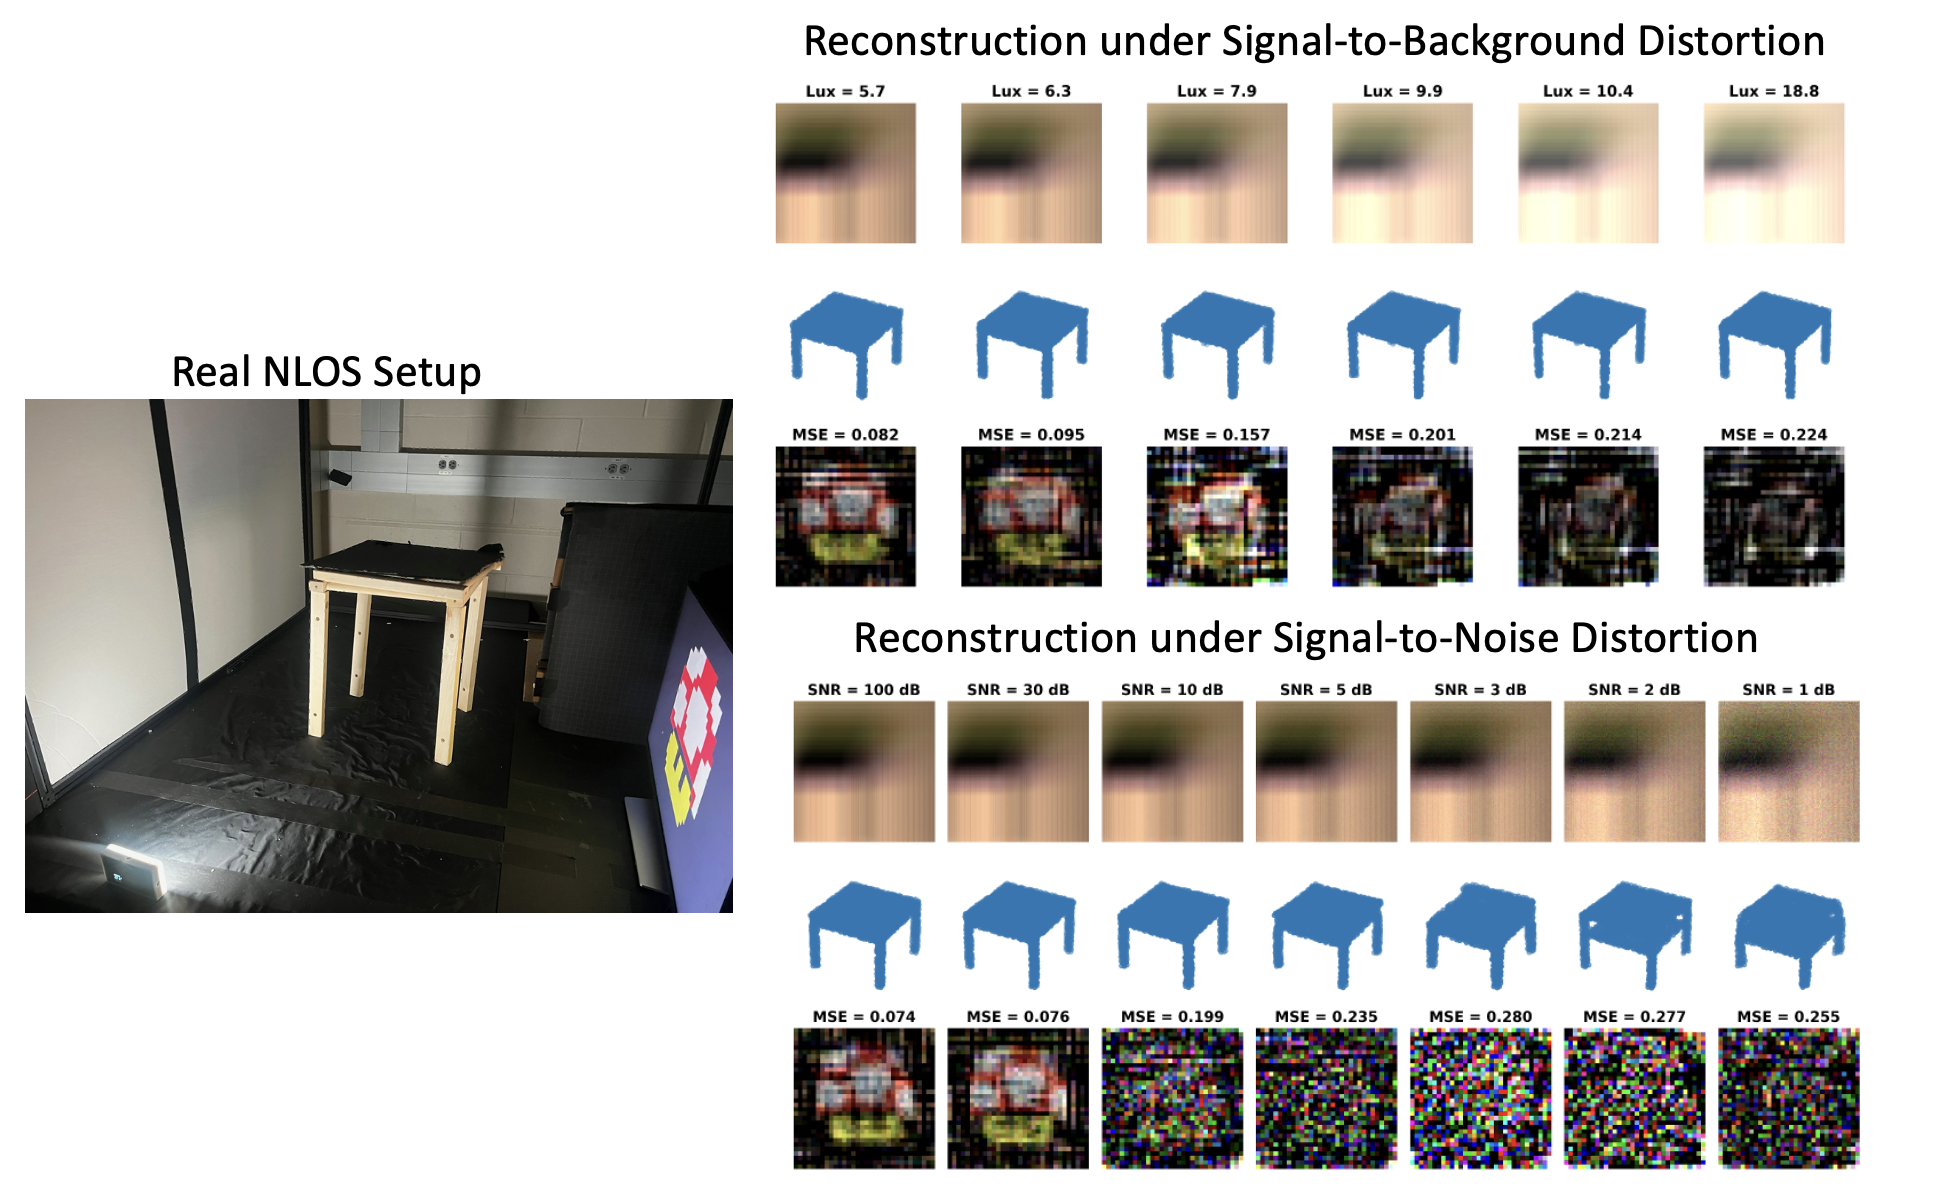 Reconstruction under Signal-to-Background Distortion
Lux = 5.7 Lux = 6.3 Lux = 7.9 Lux = 9.9 Lux = 10.4 Lux = 18.8
Real NLOS Setup
MSE = 0.082 MSE = 0.095 MSE = 0.157 MSE = 0.201 MSE = 0.214 MSE = 0.224
Reconstruction under Signal-to-Noise Distortion
SNR = 100 dB SNR = 30 dB SNR = 10 dB SNR = 5 dB SNR = 3 dB SNR = 2 dB SNR = 1 dB
MSE = 0.074 MSE = 0.076 MSE = 0.199 MSE = 0.235 MSE = 0.280 MSE = 0.277 MSE = 0.255